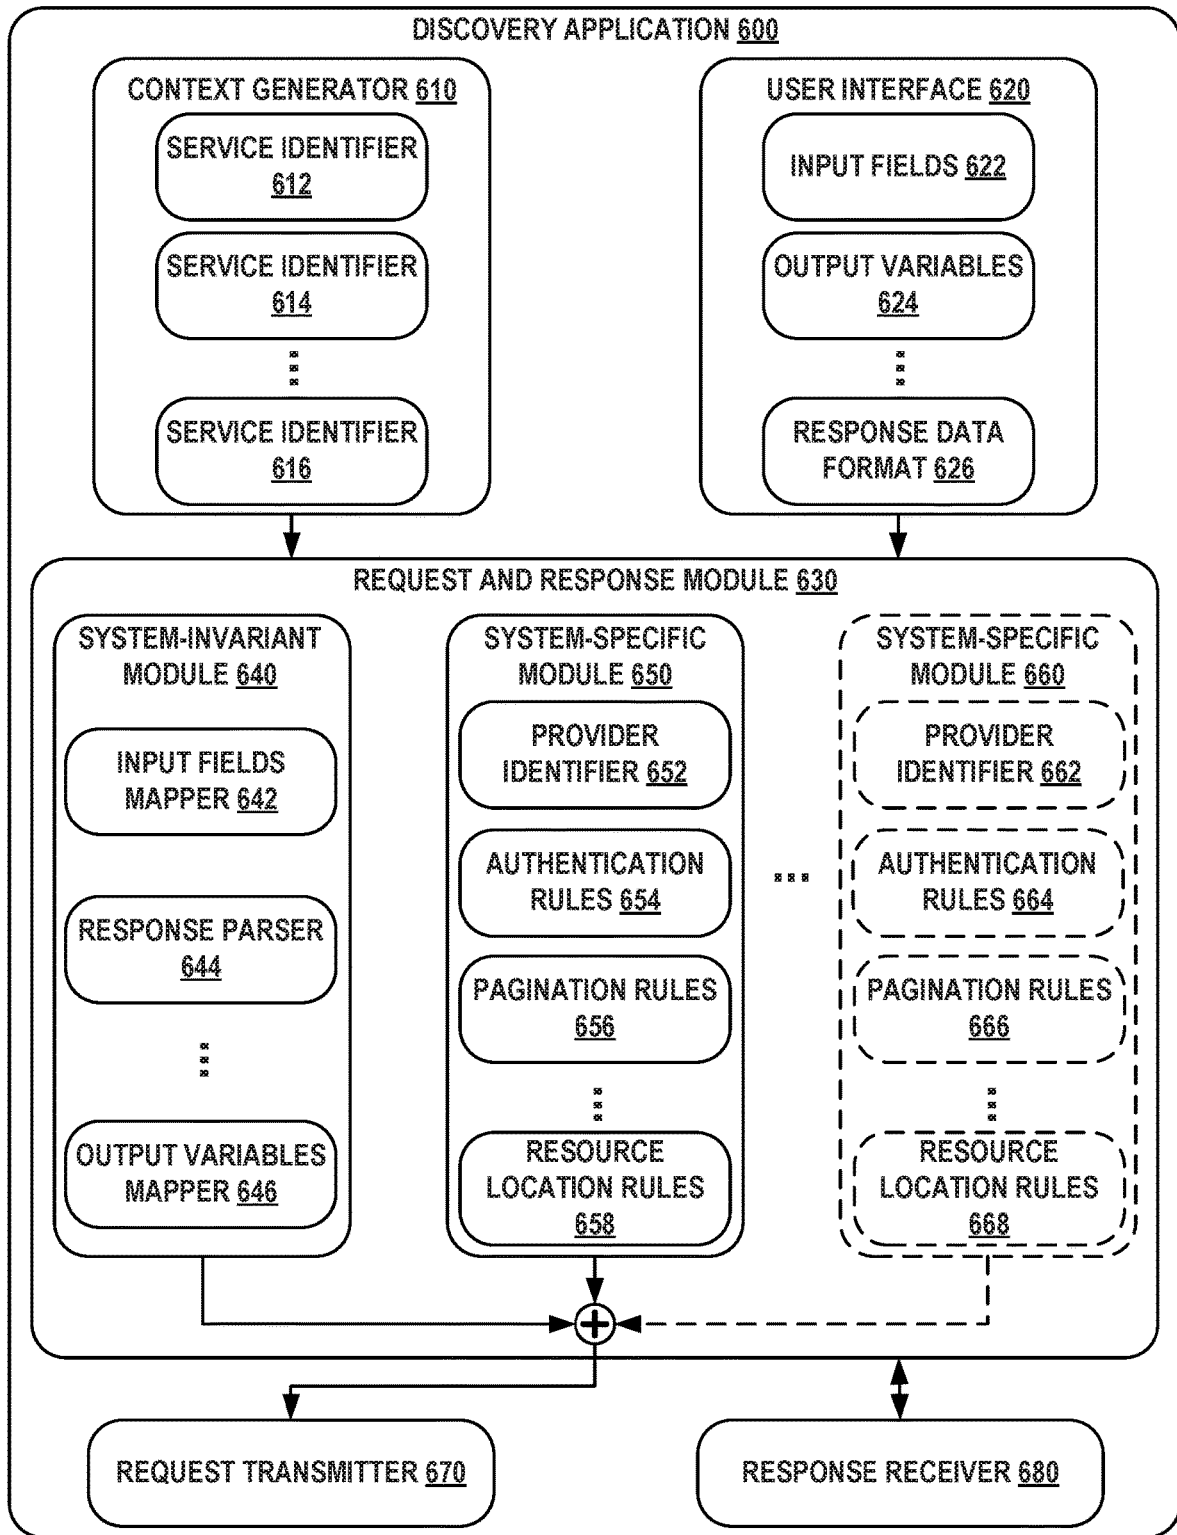 DISCOVERY APPLICATION 600
CONTEXT GENERATOR 610
SERVICE IDENTIFIER
612
SERVICE IDENTIFIER
614
SERVICE IDENTIFIER
616
USER INTERFACE 620
INPUT FIELDS 622
OUTPUT VARIABLES
624
RESPONSE DATA
FORMAT 626
REQUEST AND RESPONSE MODULE 630
SYSTEM-INVARIANT
MODULE 640
INPUT FIELDS
MAPPER 642
RESPONSE PARSER
644
OUTPUT VARIABLES
MAPPER 646
SYSTEM-SPECIFIC
MODULE 650
PROVIDER
IDENTIFIER 652
AUTHENTICATION
RULES 654
PAGINATION RULES
656
RESOURCE
LOCATION RULES
658
SYSTEM-SPECIFIC
MODULE 660
PROVIDER
IDENTIFIER 662
AUTHENTICATION
RULES 664
PAGINATION RULES
666
RESOURCE
LOCATION RULES
668
REQUEST TRANSMITTER 670
RESPONSE RECEIVER 680